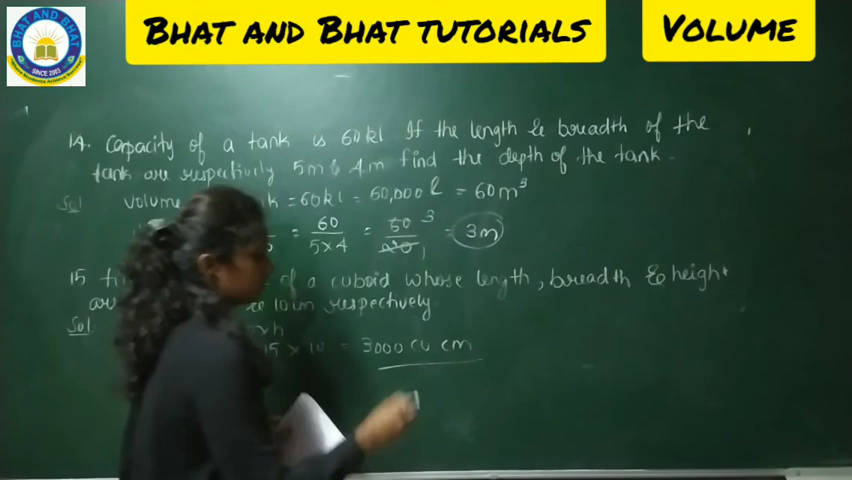 BHAT AND BHAT
SINCE 2003
BHAT AND BHAT TUTORIALS
VOLUME
14. Capacity of a tank is 60kl If the length & breadth of the
tank are respectively 5m & 4m find the depth of the tank.
Sol volume = 60kl = 60,000 l = 60m³
= 60 / 5×4 = 60 3 / 20 1 = 3m
15 of a cuboid whose length, breadth & height
10cm respectively.
Sol ×h
15 × 10 = 3000 cu cm